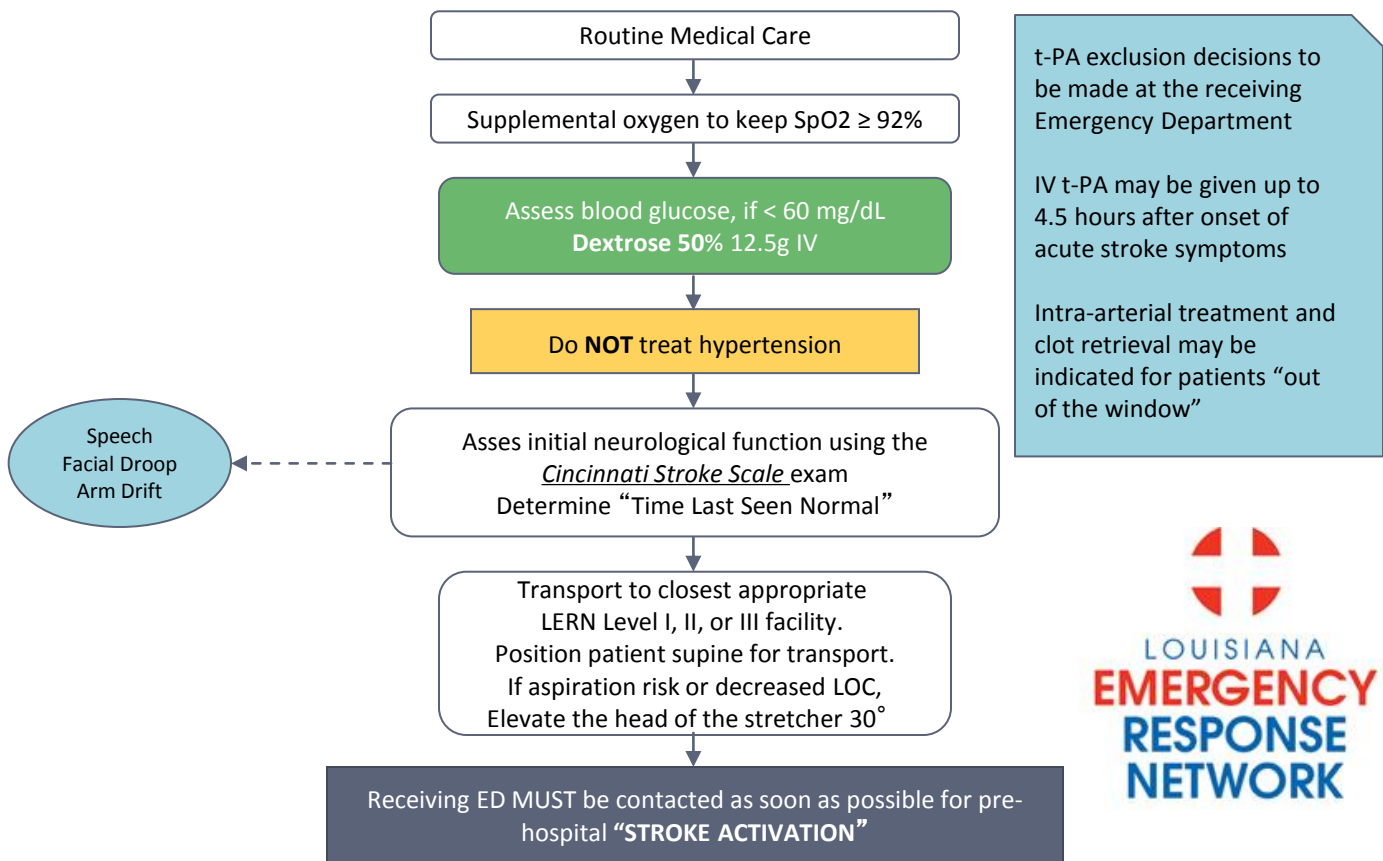 Routine Medical Care
Supplemental oxygen to keep SpO2 ≥ 92%
Assess blood glucose, if < 60 mg/dL
Dextrose 50% 12.5g IV
Do NOT treat hypertension
Asses initial neurological function using the
Cincinnati Stroke Scale exam
Determine “Time Last Seen Normal”
Speech
Facial Droop
Arm Drift
Transport to closest appropriate
LERN Level I, II, or III facility.
Position patient supine for transport.
If aspiration risk or decreased LOC,
Elevate the head of the stretcher 30°
Receiving ED MUST be contacted as soon as possible for pre-
hospital “STROKE ACTIVATION”
t-PA exclusion decisions to
be made at the receiving
Emergency Department
IV t-PA may be given up to
4.5 hours after onset of
acute stroke symptoms
Intra-arterial treatment and
clot retrieval may be
indicated for patients “out
of the window”
LOUISIANA
EMERGENCY
RESPONSE
NETWORK